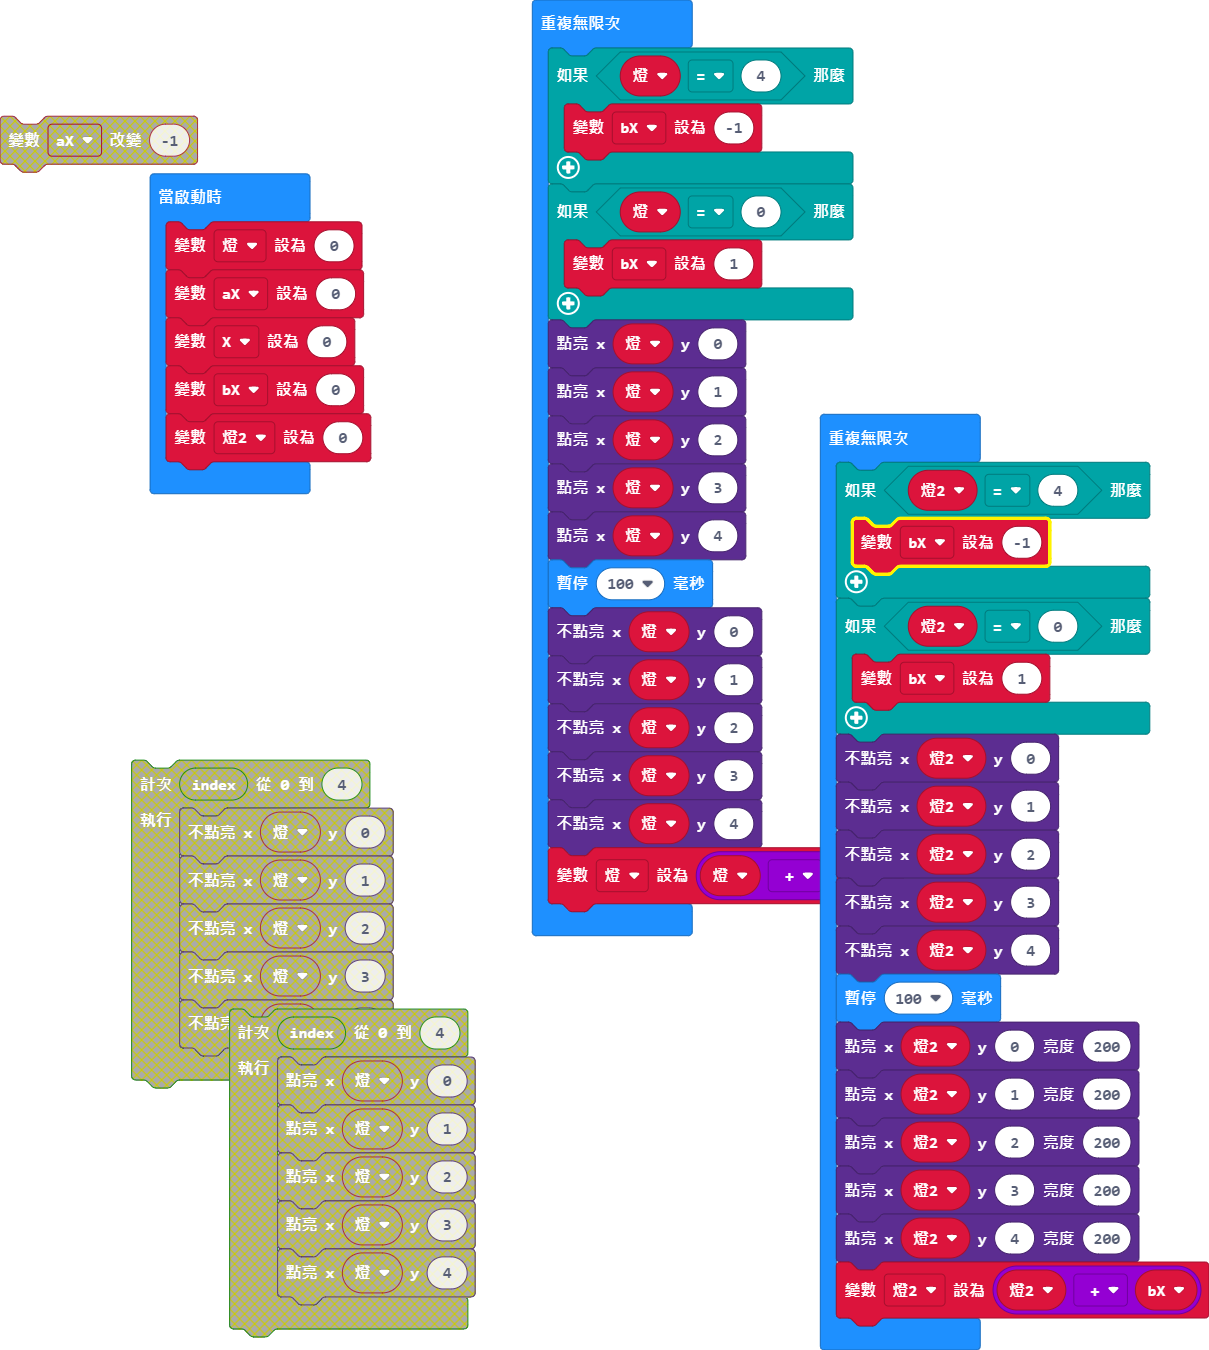 變數 aX 改變 -1
當啟動時
變數 燈 設為 0
變數 aX 設為 0
變數 X 設為 0
變數 bX 設為 0
變數 燈2 設為 0
重複無限次
如果 燈 = 4 那麼
變數 bX 設為 -1
如果 燈 = 0 那麼
變數 bX 設為 1
點亮 x 燈 y 0
點亮 x 燈 y 1
點亮 x 燈 y 2
點亮 x 燈 y 3
點亮 x 燈 y 4
暫停 100 毫秒
不點亮 x 燈 y 0
不點亮 x 燈 y 1
不點亮 x 燈 y 2
不點亮 x 燈 y 3
不點亮 x 燈 y 4
變數 燈 設為 燈 +
重複無限次
如果 燈2 = 4 那麼
變數 bX 設為 -1
如果 燈2 = 0 那麼
變數 bX 設為 1
不點亮 x 燈2 y 0
不點亮 x 燈2 y 1
不點亮 x 燈2 y 2
不點亮 x 燈2 y 3
不點亮 x 燈2 y 4
暫停 100 毫秒
點亮 x 燈2 y 0 亮度 200
點亮 x 燈2 y 1 亮度 200
點亮 x 燈2 y 2 亮度 200
點亮 x 燈2 y 3 亮度 200
點亮 x 燈2 y 4 亮度 200
變數 燈2 設為 燈2 + bX
計次 index 從 0 到 4
執行
不點亮 x 燈 y 0
不點亮 x 燈 y 1
不點亮 x 燈 y 2
不點亮 x 燈 y 3
不點
計次 index 從 0 到 4
執行
點亮 x 燈 y 0
點亮 x 燈 y 1
點亮 x 燈 y 2
點亮 x 燈 y 3
點亮 x 燈 y 4